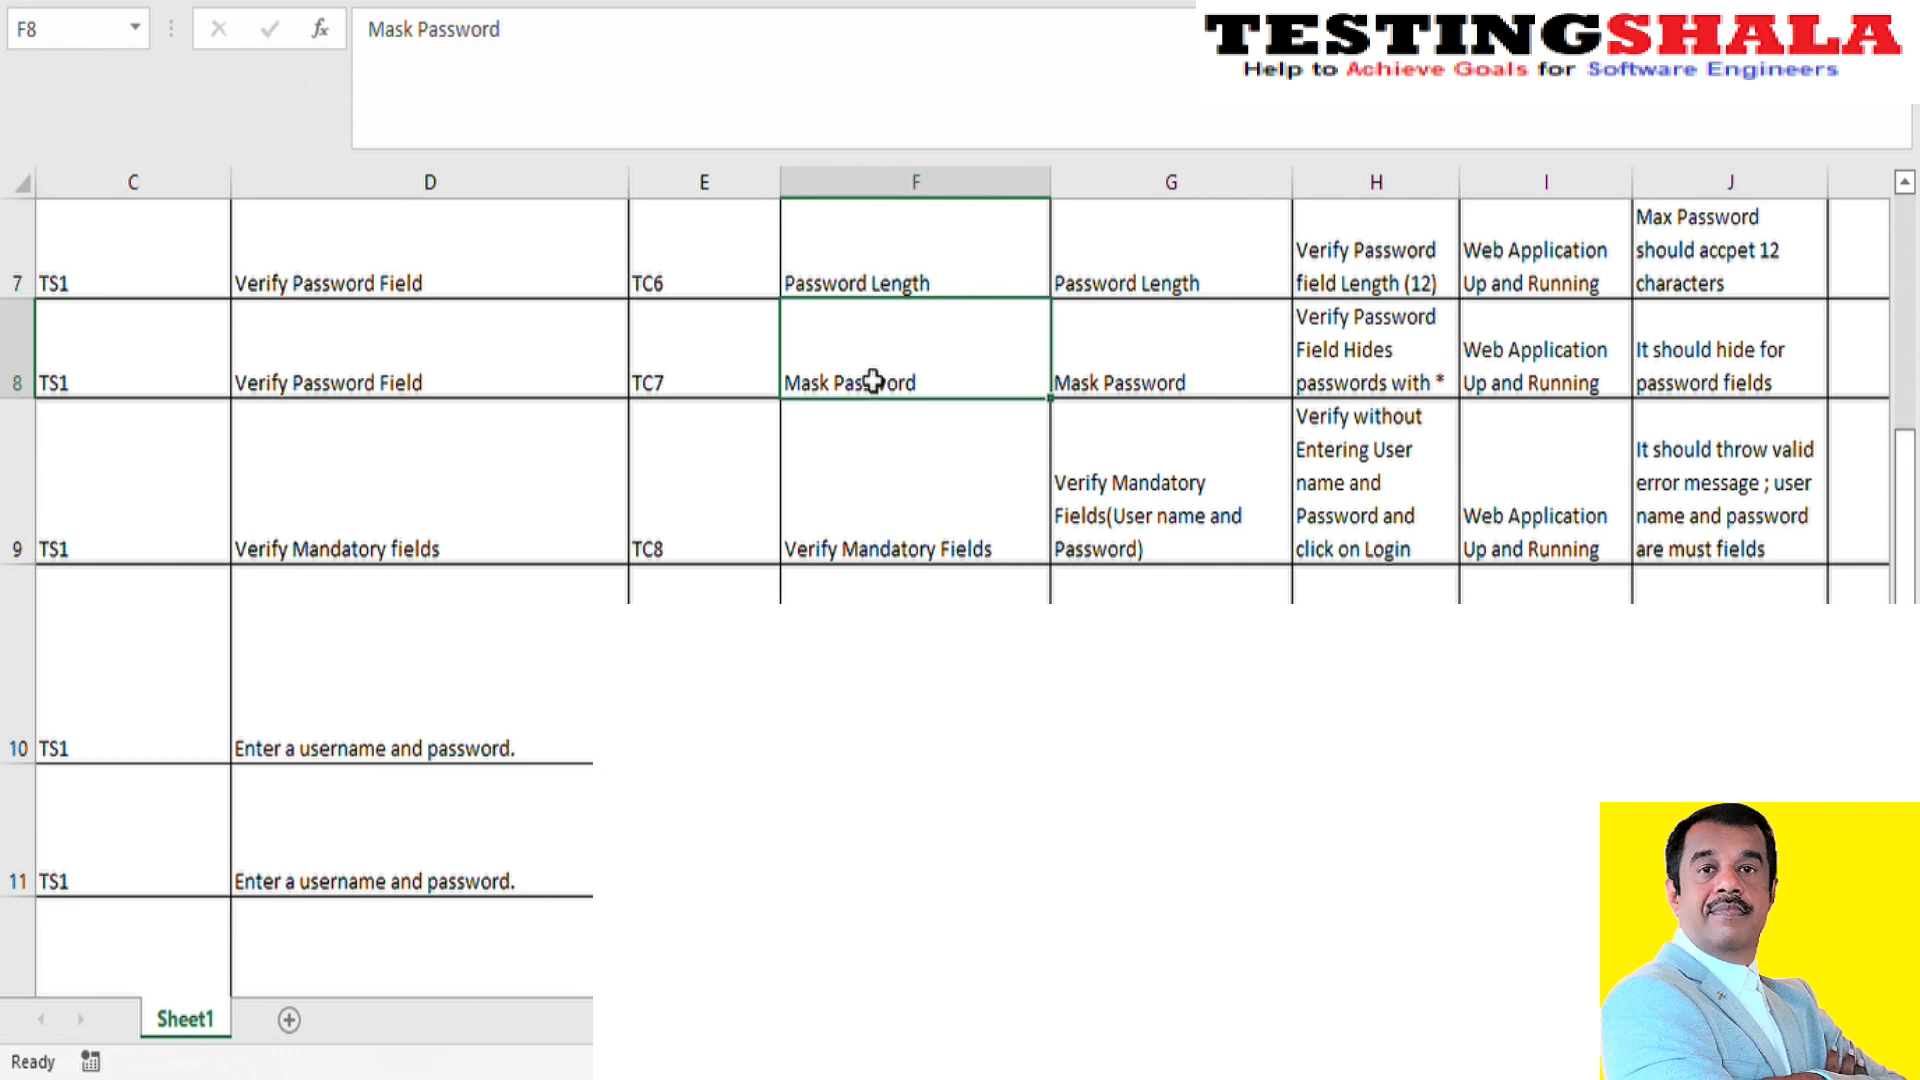 F8
fx
Mask Password
TESTINGSHALA
Help to Achieve Goals for Software Engineers
C D E F G H I J
7 TS1 Verify Password Field TC6 Password Length Password Length
Verify Password
field Length (12)
Web Application
Up and Running
Max Password
should accpet 12
characters
8 TS1 Verify Password Field TC7 Mask Password Mask Password
Verify Password
Field Hides
passwords with *
Web Application
Up and Running
It should hide for
password fields
9 TS1 Verify Mandatory fields TC8 Verify Mandatory Fields
Verify Mandatory
Fields(User name and
Password)
Verify without
Entering User
name and
Password and
click on Login
Web Application
Up and Running
It should throw valid
error message ; user
name and password
are must fields
10 TS1 Enter a username and password.
11 TS1 Enter a username and password.
Sheet1
Ready